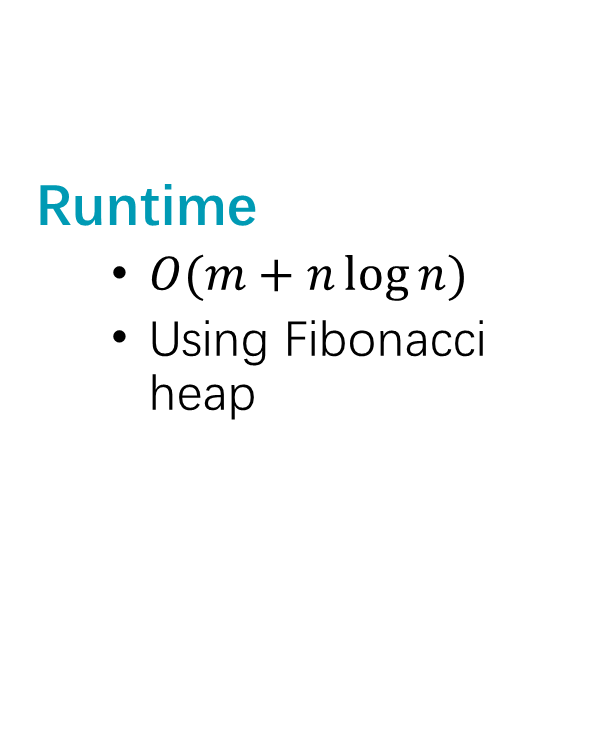 Runtime
• O(m + n log n)
• Using Fibonacci
heap